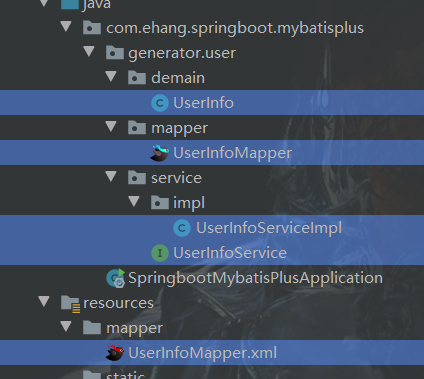 java
com.ehang.springboot.mybatisplus
generator.user
demain
UserInfo
mapper
UserInfoMapper
service
impl
UserInfoServiceImpl
UserInfoService
SpringbootMybatisPlusApplication
resources
mapper
UserInfoMapper.xml
static